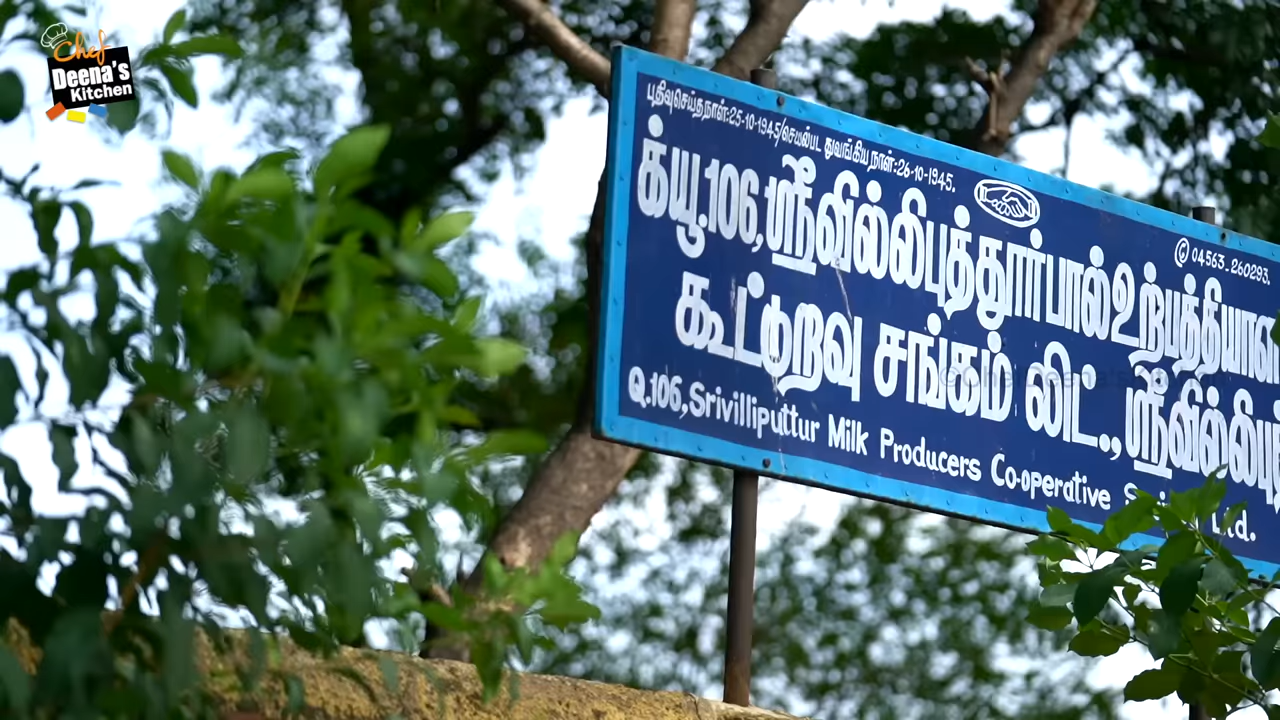 Chef
Deena's
Kitchen
பதிவுசெய்தநாள்:25-10-1945/செயல்பட துவங்கிய நாள்:26-10-1945.
✆ 04563-260293.
க்யூ.106,ஸ்ரீவில்லிபுத்தூர் பால் உற்பத்தியாள
கூட்டுறவு சங்கம் லிட்.,ஸ்ரீவில்லிபு
Q.106,Srivilliputtur Milk Producers Co-operative Ltd.